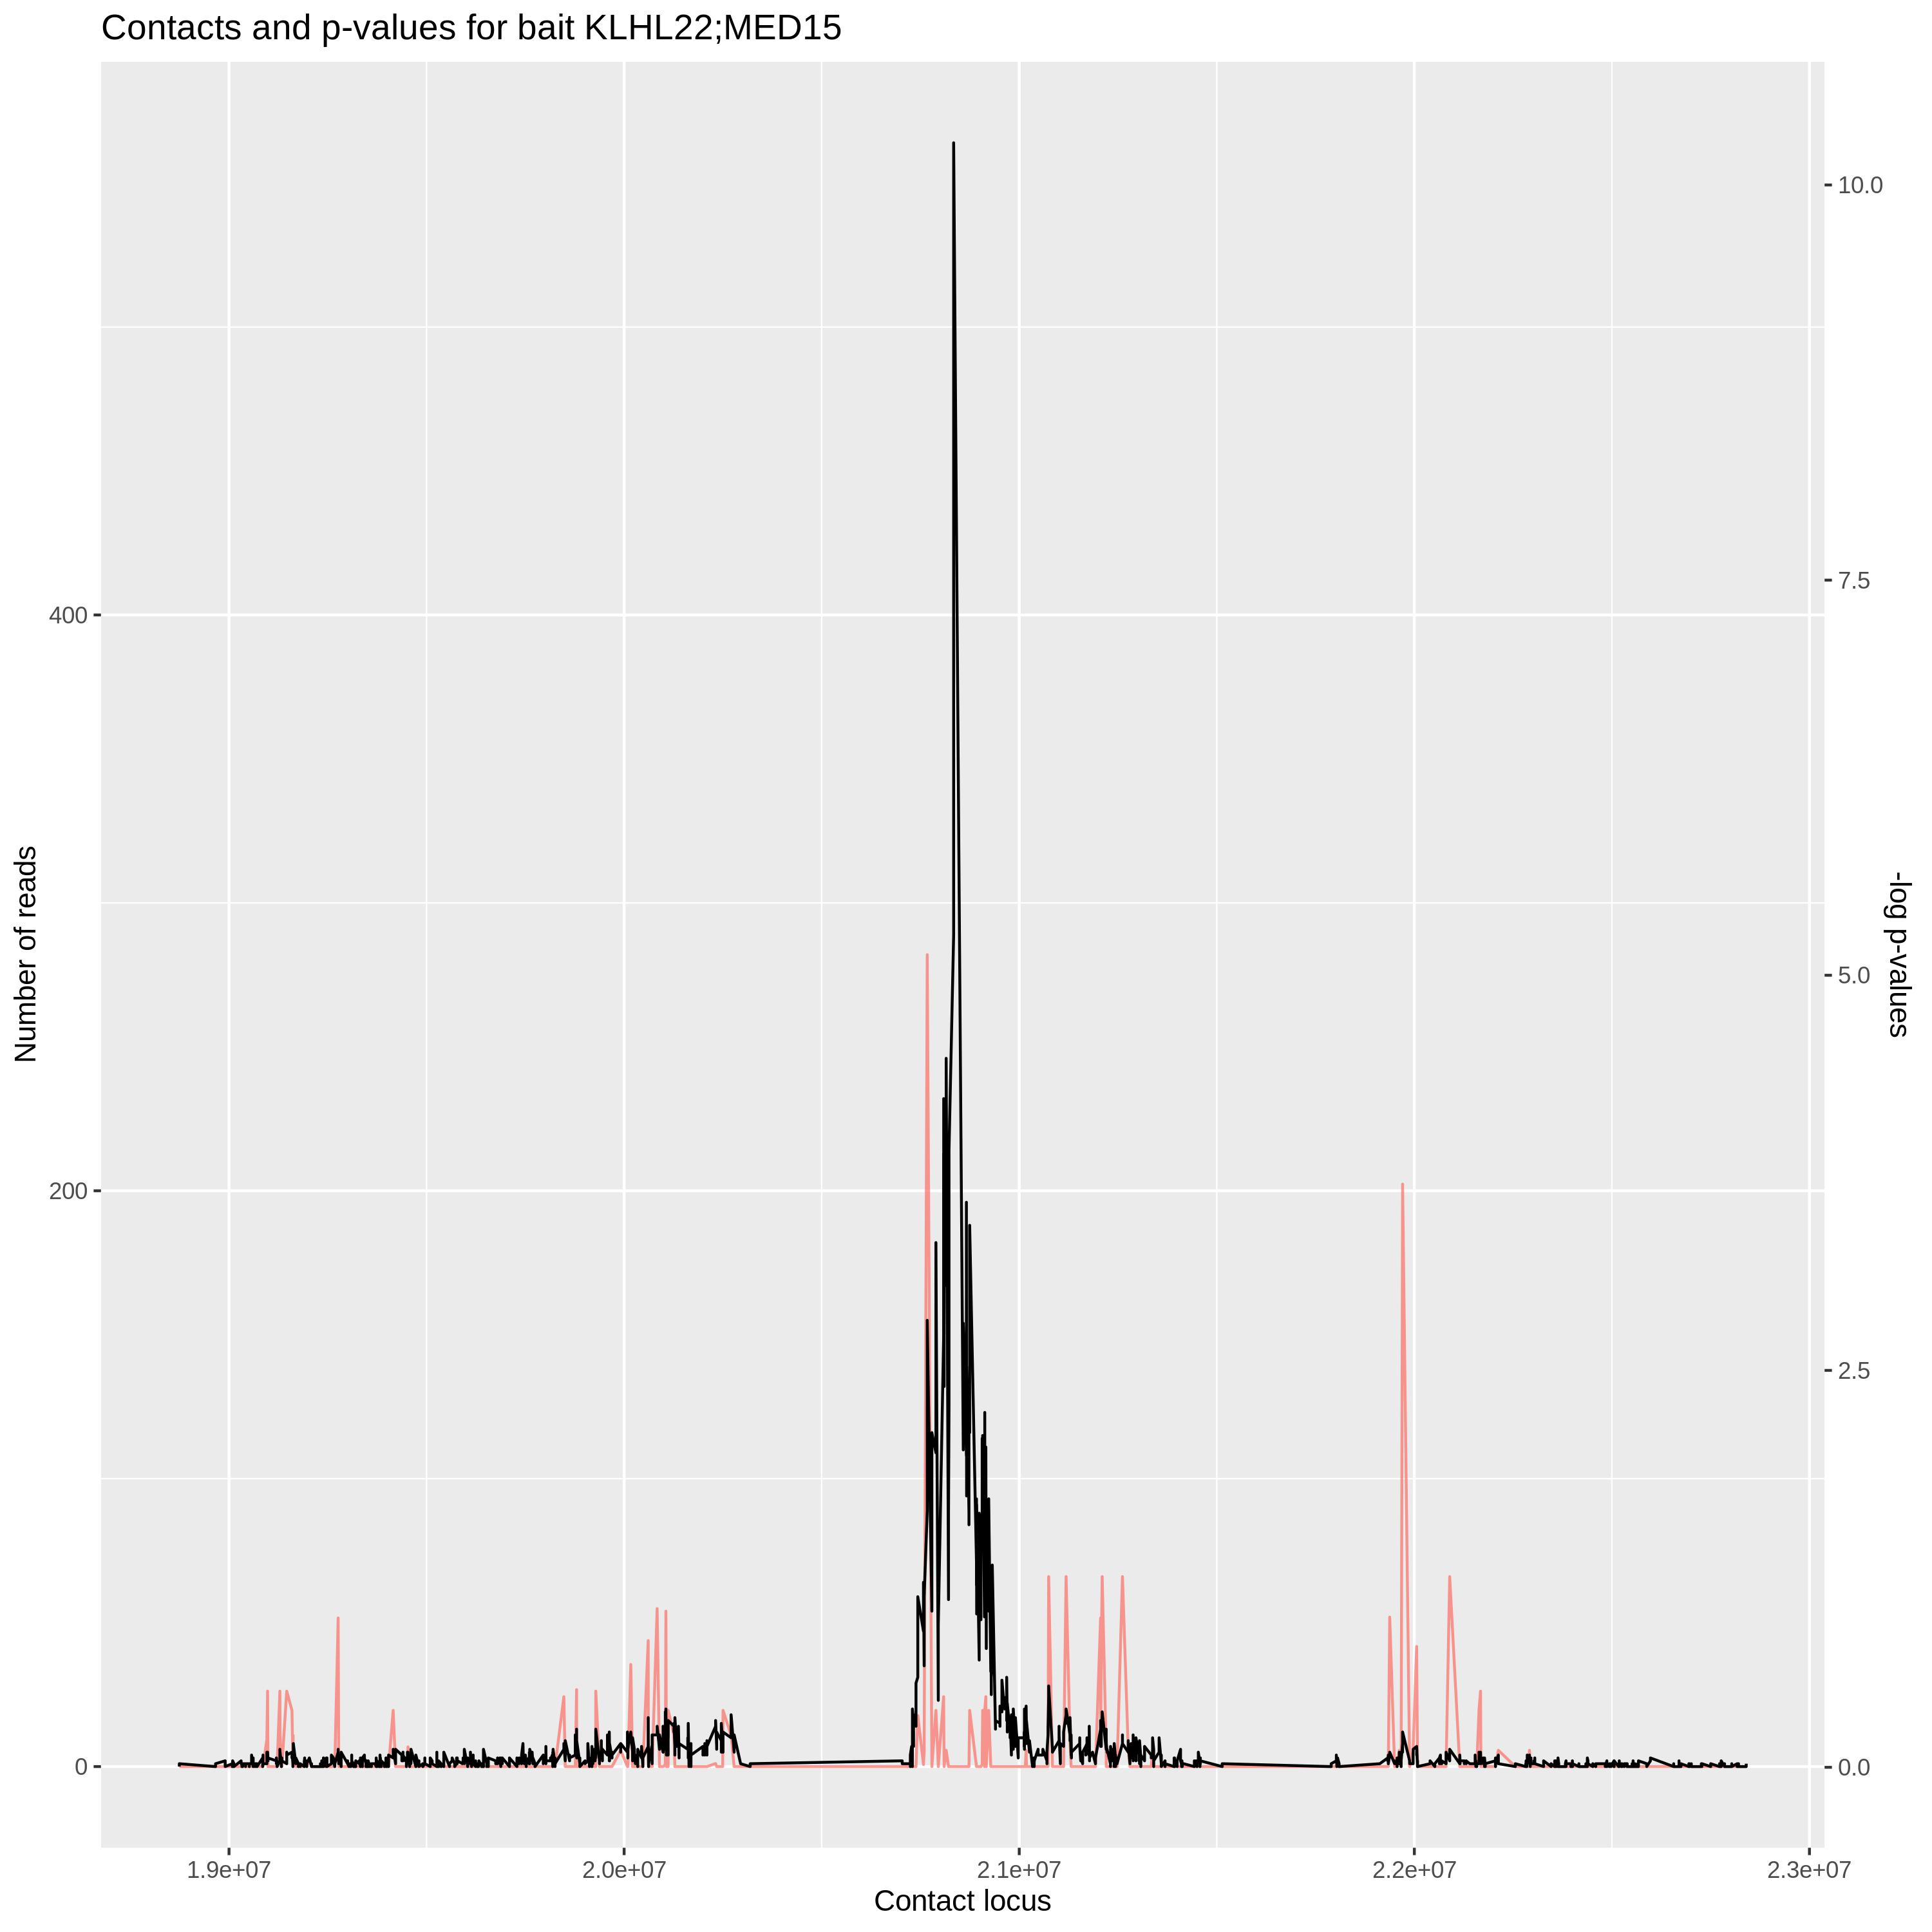 Contacts and p-values for bait KLHL22;MED15
Number of reads
400
200
0
10.0
7.5
5.0
2.5
0.0
-log p-values
1.9e+07
2.0e+07
2.1e+07
2.2e+07
2.3e+07
Contact locus